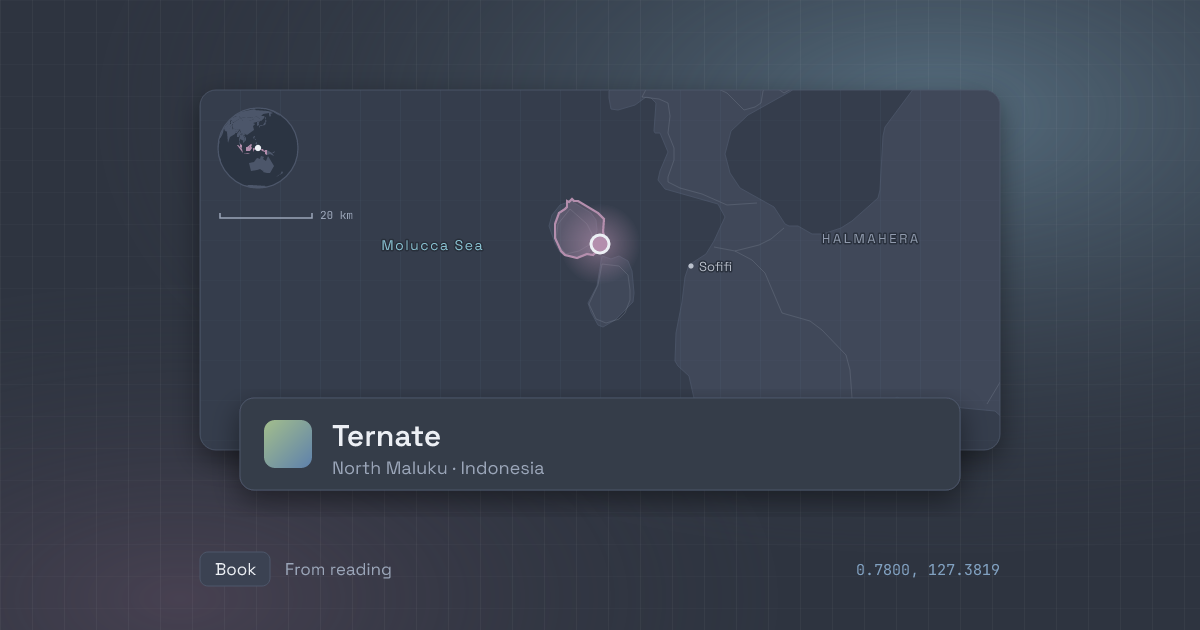 20 km
Molucca Sea
HALMAHERA
Sofifi
Ternate
North Maluku · Indonesia
Book
From reading
0.7800, 127.3819